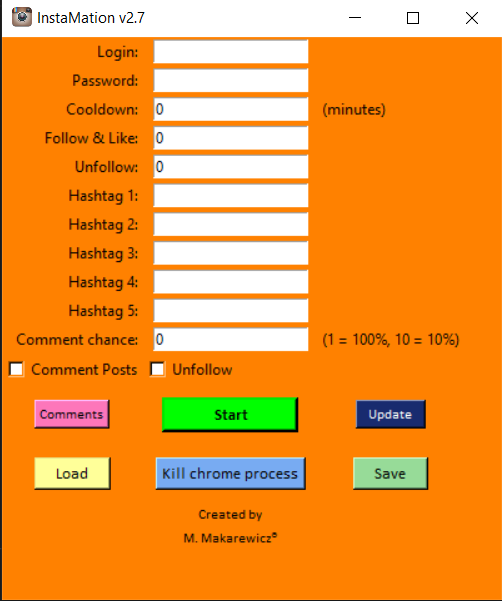 InstaMation v2.7
Login:
Password:
Cooldown: 0 (minutes)
Follow & Like: 0
Unfollow: 0
Hashtag 1:
Hashtag 2:
Hashtag 3:
Hashtag 4:
Hashtag 5:
Comment chance: 0 (1 = 100%, 10 = 10%)
Comment Posts Unfollow
Comments Start Update
Load Kill chrome process Save
Created by
M. Makarewicz®